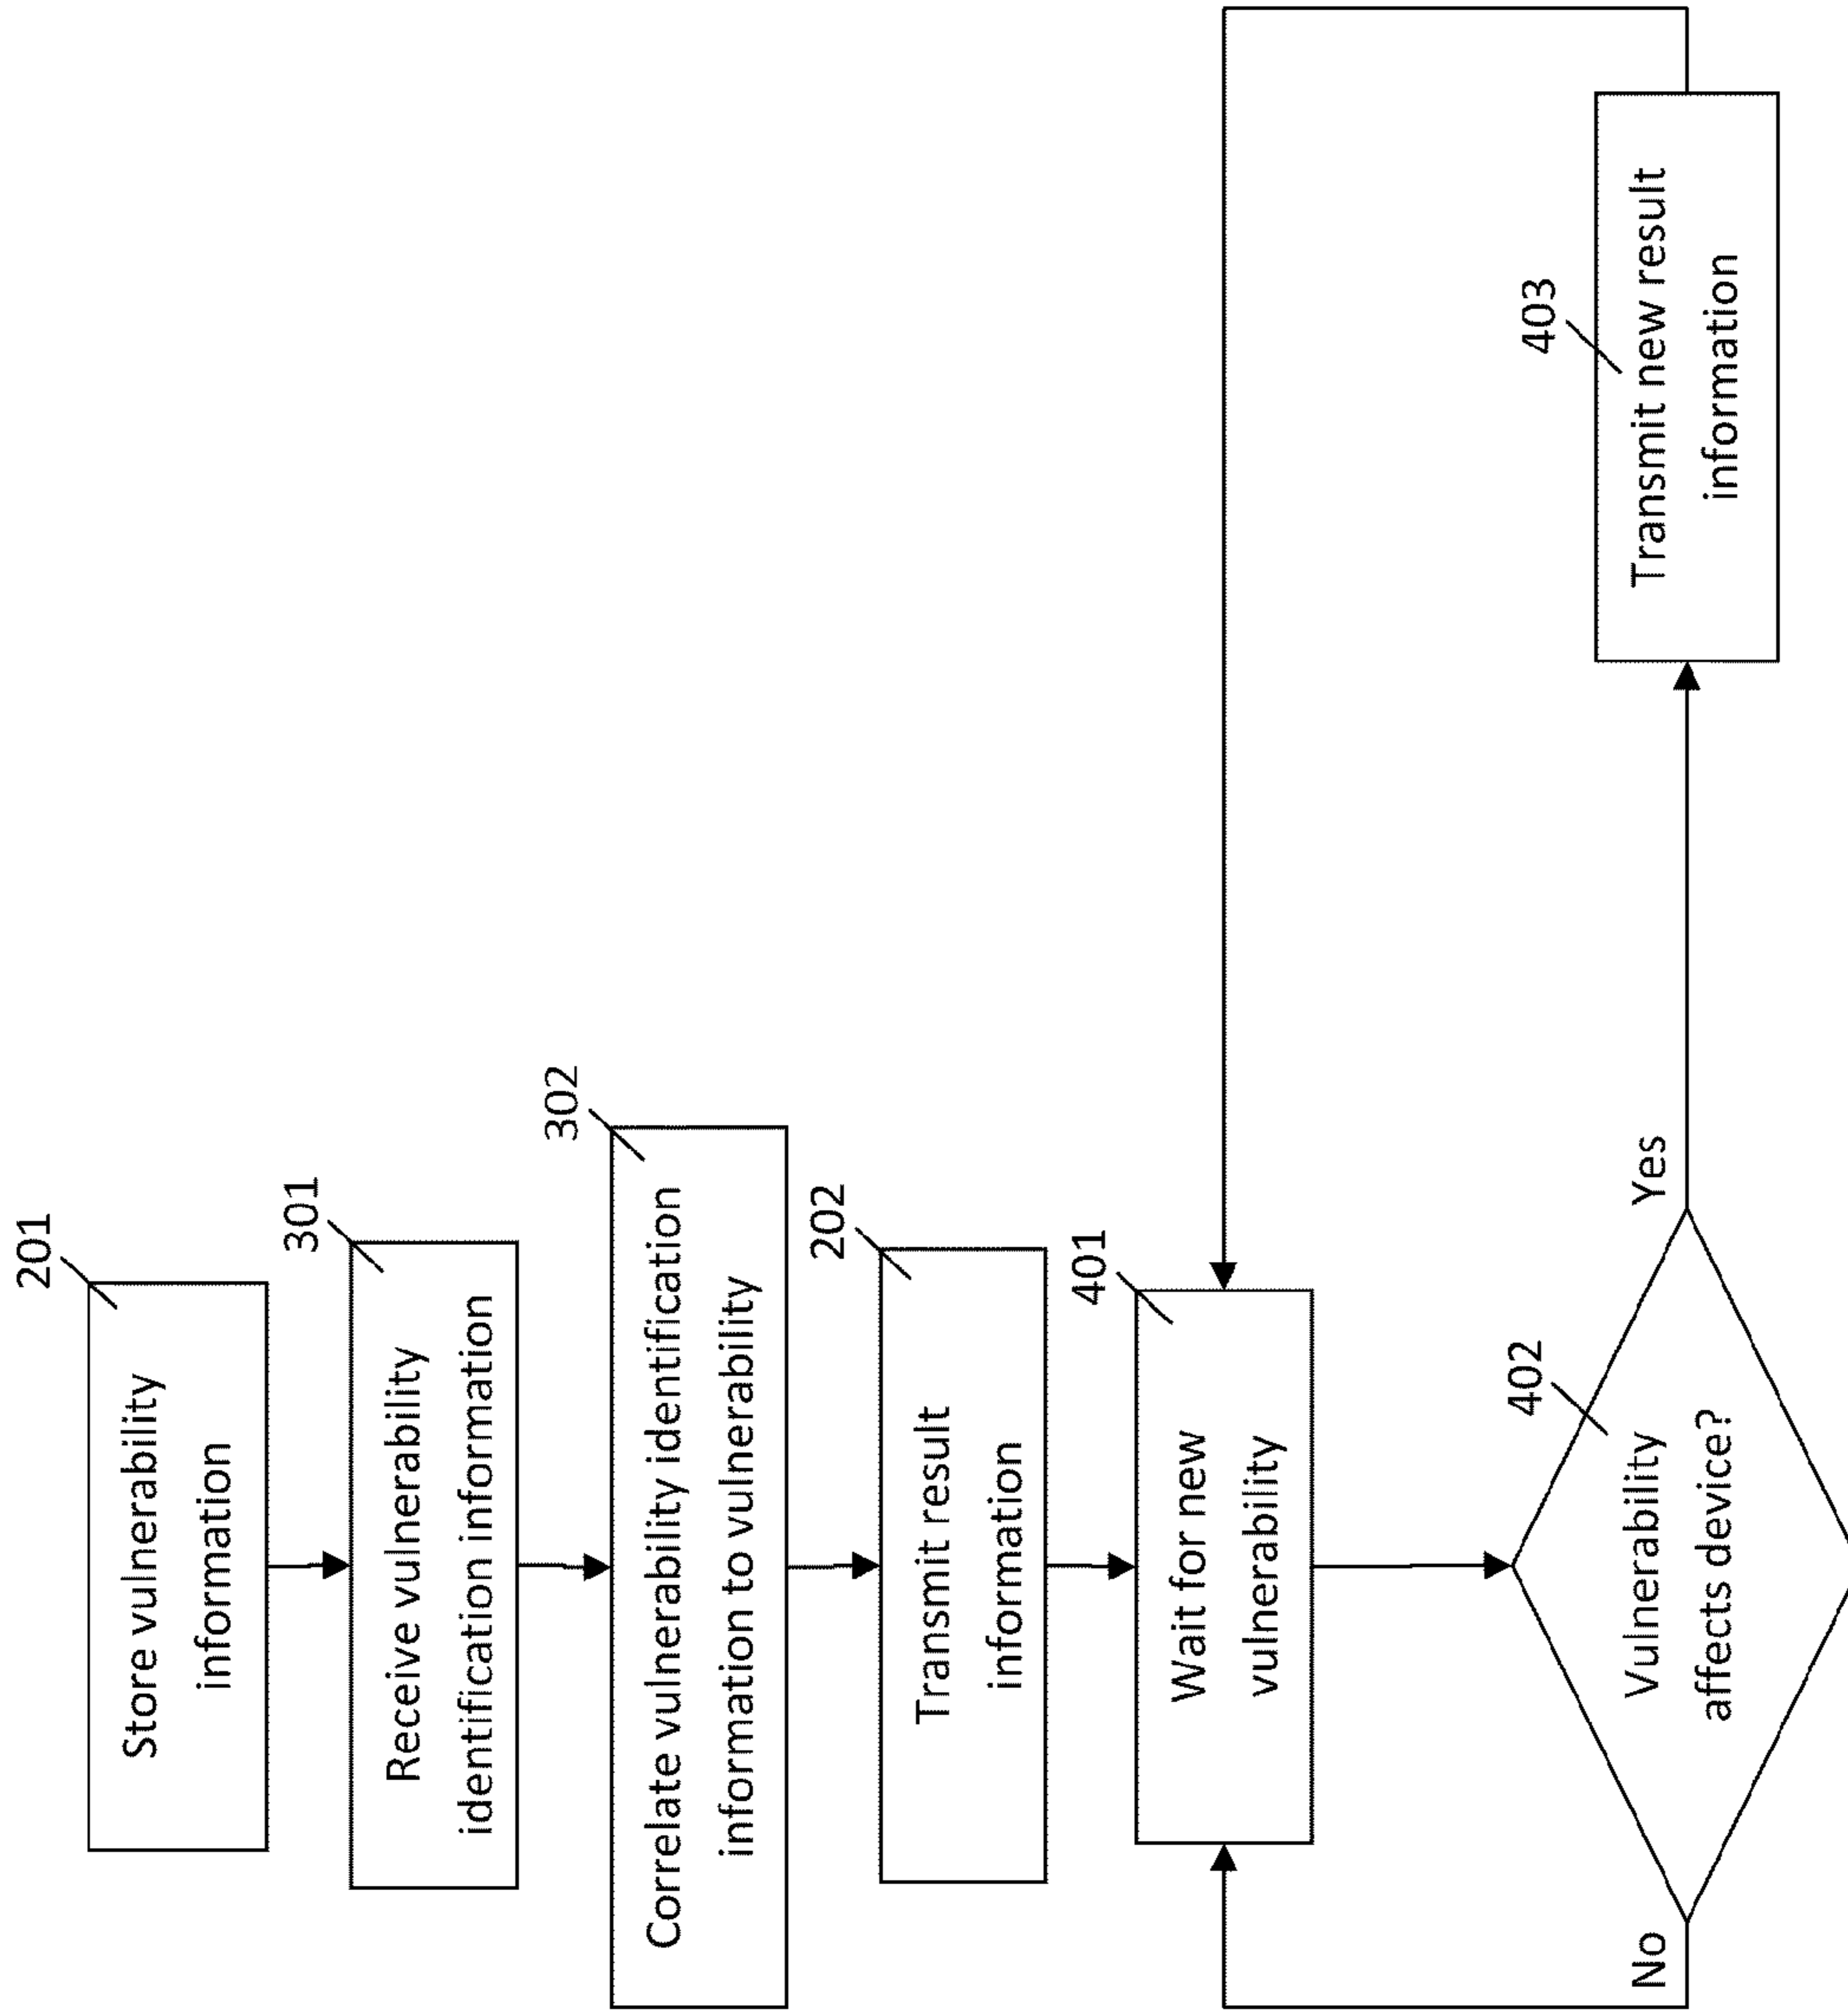 201
Store vulnerability
information
301
Receive vulnerability
identification information
302
Correlate vulnerability identification
information to vulnerability
202
Transmit result
information
401
Wait for new
vulnerability
402
Vulnerability
affects device?
No
Yes
403
Transmit new result
information